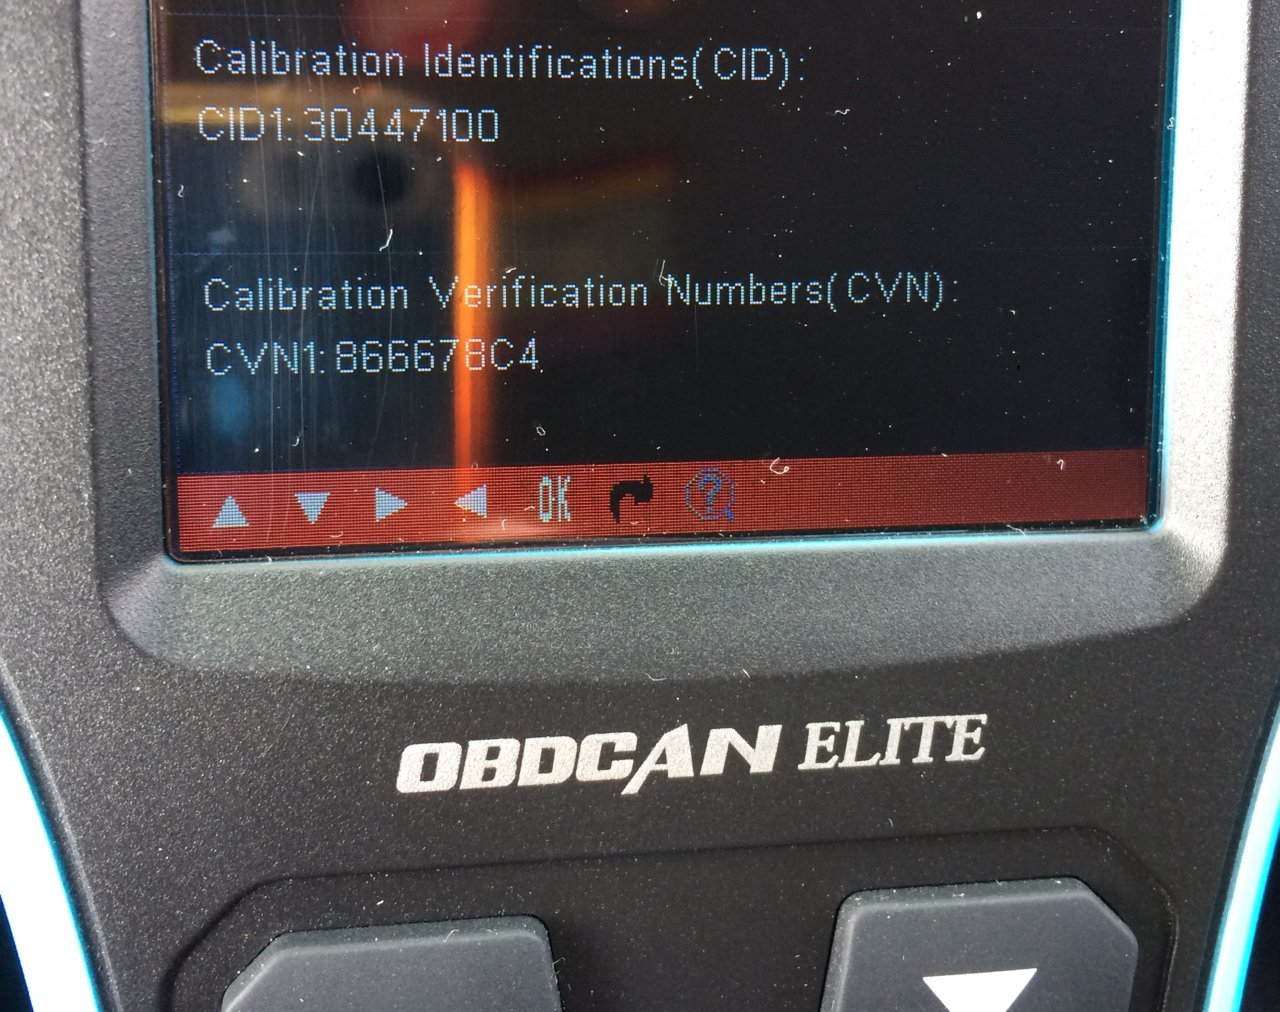 Calibration Identifications(CID):
CID1:30447100
Calibration Verification Numbers(CVN):
CVN1:866678C4
OK ?
OBDCAN ELITE